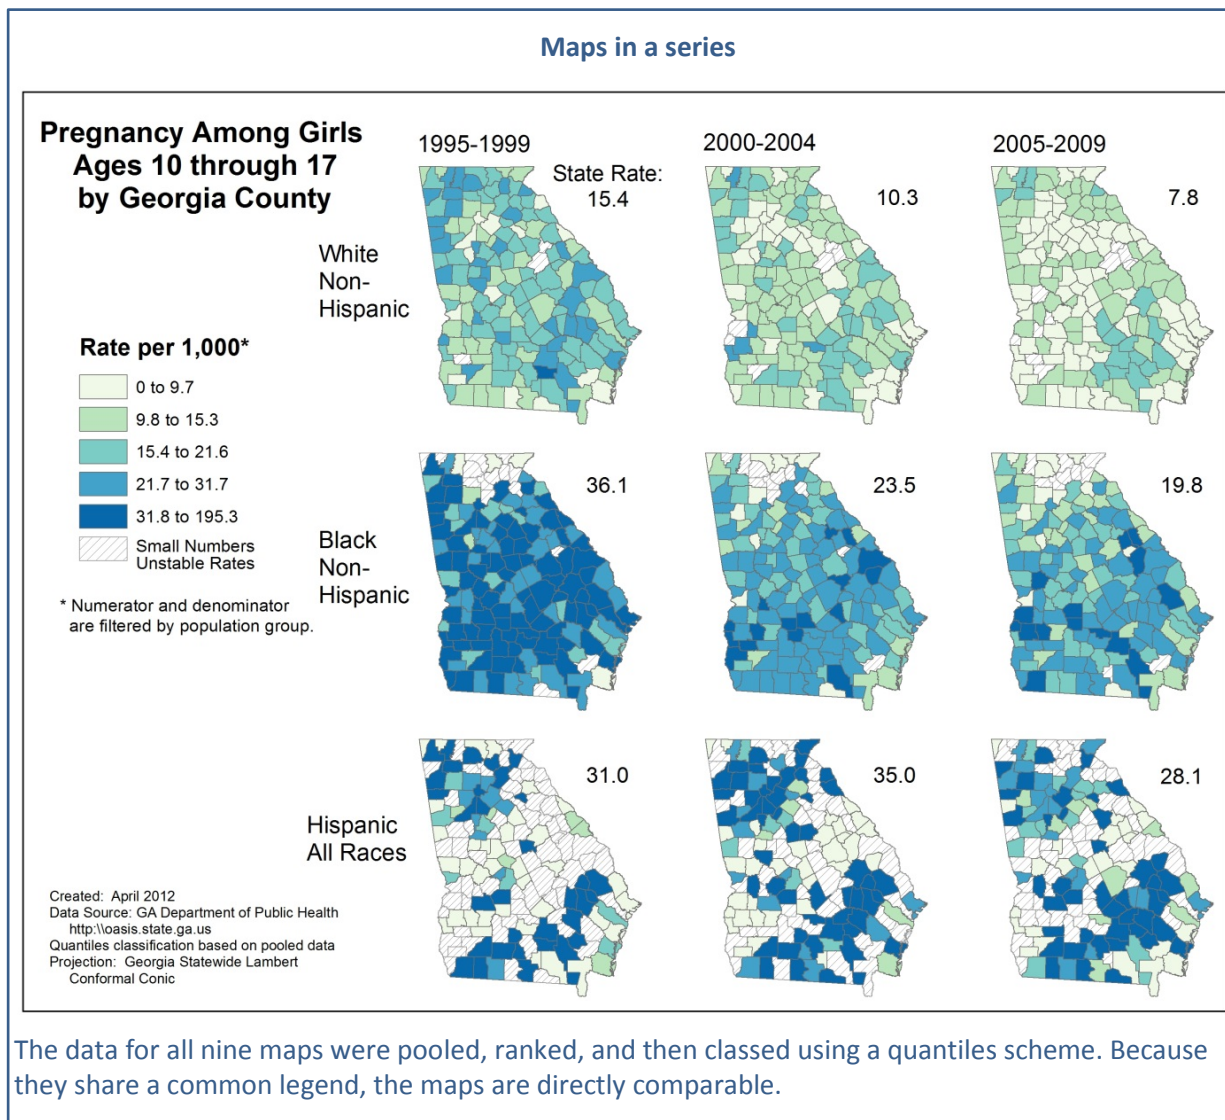 Maps in a series
Pregnancy Among Girls
Ages 10 through 17
by Georgia County
1995-1999
2000-2004
2005-2009
State Rate:
15.4
10.3
7.8
White
Non-
Hispanic
Rate per 1,000*
0 to 9.7
9.8 to 15.3
15.4 to 21.6
21.7 to 31.7
31.8 to 195.3
Small Numbers
Unstable Rates
* Numerator and denominator
are filtered by population group.
36.1
23.5
19.8
Black
Non-
Hispanic
31.0
35.0
28.1
Hispanic
All Races
Created: April 2012
Data Source: GA Department of Public Health
http:\\oasis.state.ga.us
Quantiles classification based on pooled data
Projection: Georgia Statewide Lambert
Conformal Conic
The data for all nine maps were pooled, ranked, and then classed using a quantiles scheme. Because
they share a common legend, the maps are directly comparable.